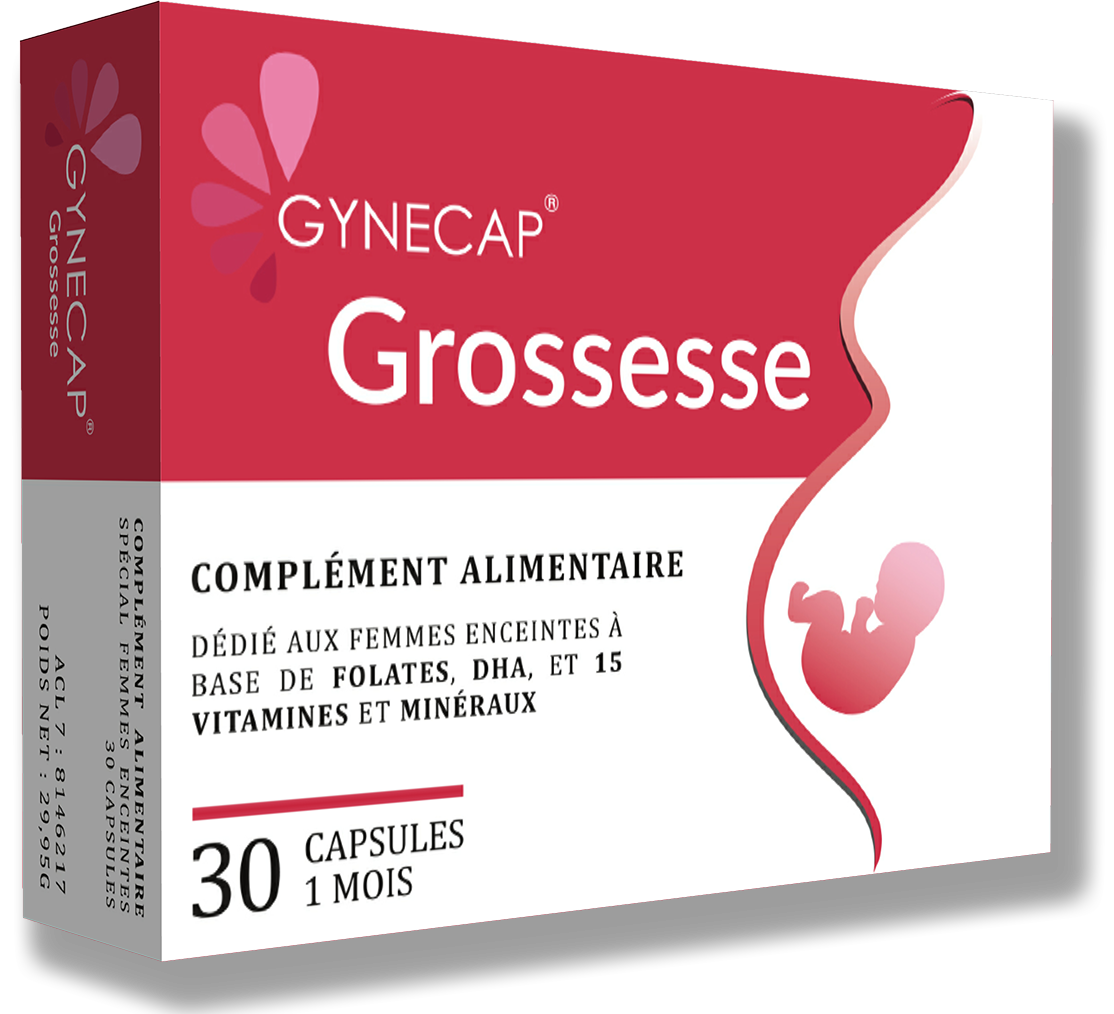 GYNECAP®
Grossesse
COMPLÉMENT ALIMENTAIRE
DÉDIÉ AUX FEMMES ENCEINTES À
BASE DE FOLATES, DHA, ET 15
VITAMINES ET MINÉRAUX
30 CAPSULES
1 MOIS
GYNECAP®
Grossesse
COMPLÉMENT ALIMENTAIRE
SPÉCIAL FEMMES ENCEINTES
30 CAPSULES
ACL 7 : 8146217
POIDS NET : 29,95G